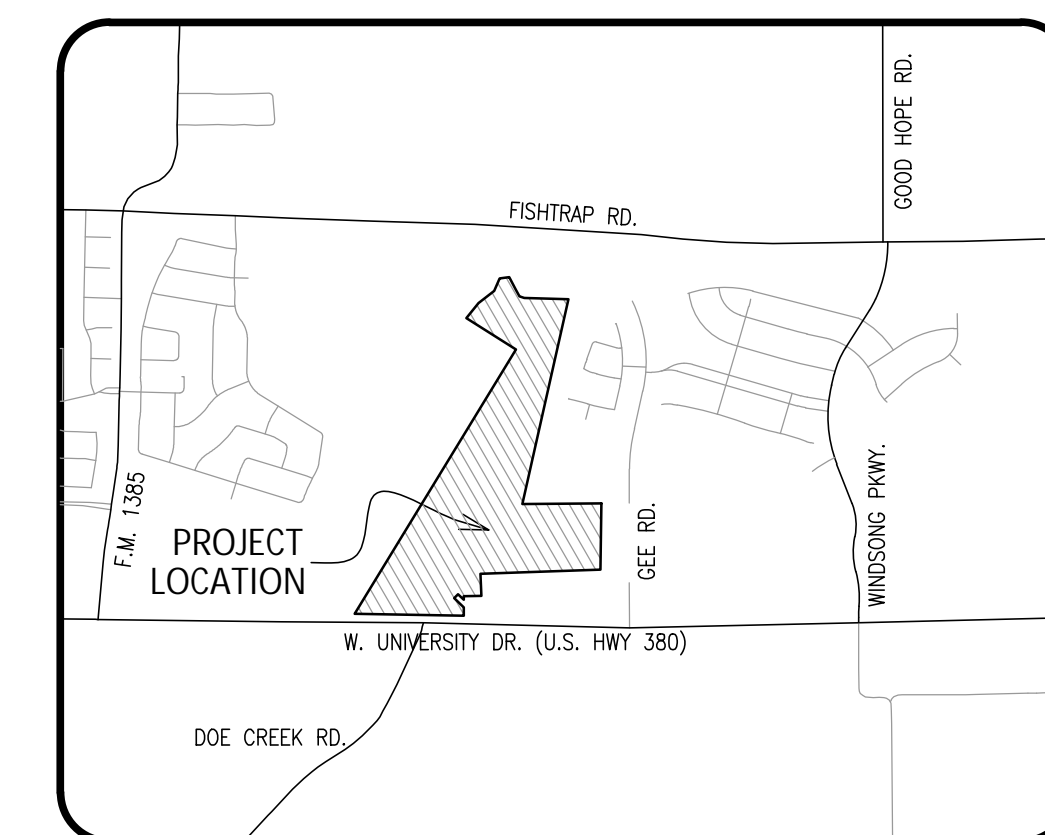 GOOD HOPE RD.
FISHTRAP RD.
F.M. 1385
PROJECT
LOCATION
GEE RD.
WINDSONG PKWY.
W. UNIVERSITY DR. (U.S. HWY 380)
DOE CREEK RD.